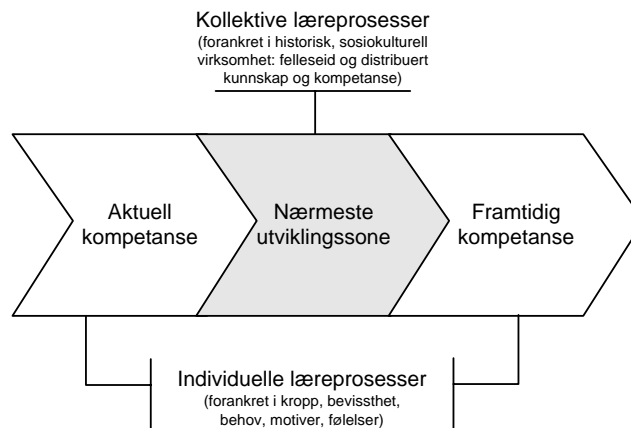 Kollektive læreprosesser
(forankret i historisk, sosiokulturell
virksomhet: felleseid og distribuert
kunnskap og kompetanse)
Aktuell
kompetanse
Nærmeste
utviklingssone
Framtidig
kompetanse
Individuelle læreprosesser
(forankret i kropp, bevissthet,
behov, motiver, følelser)